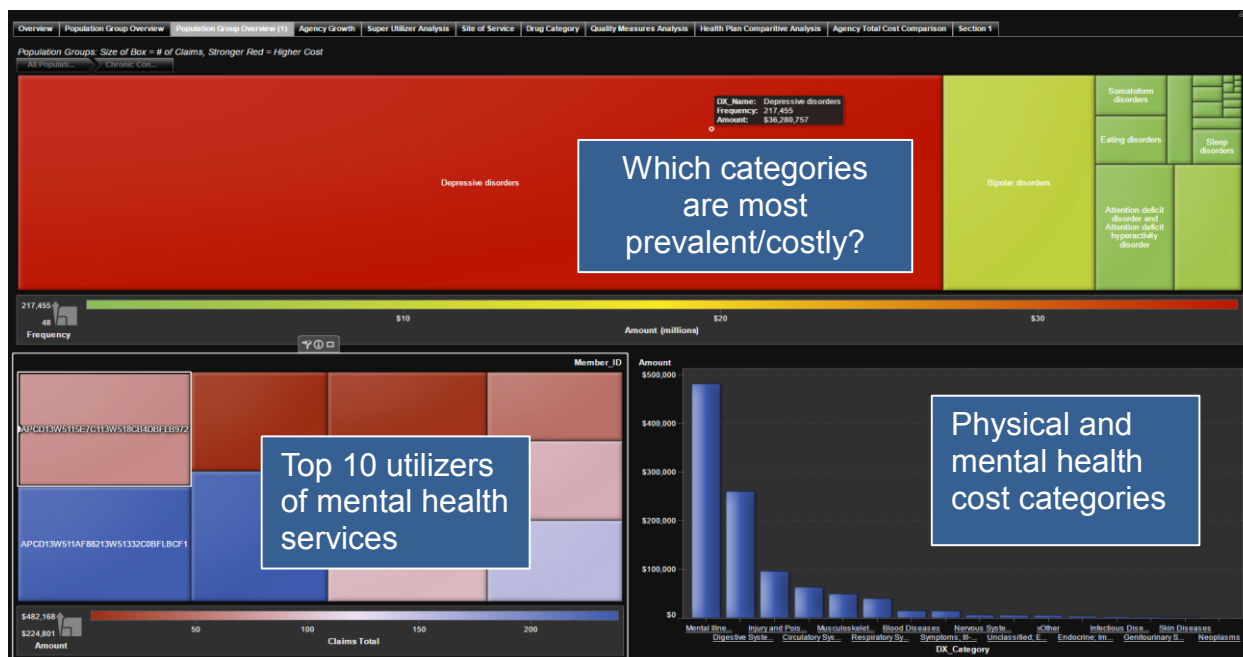 Overview Population Group Overview Population Group Overview (1) Agency Growth Super Utilizer Analysis Site of Service Drug Category Quality Measures Analysis Health Plan Comparitive Analysis Agency Total Cost Comparison Section 1
Population Groups: Size of Box = # of Claims, Stronger Red = Higher Cost
All Populati... Chronic Con...
DX_Name: Depressive disorders
Frequency: 217,455
Amount: $36,280,757
Depressive disorders
Which categories
are most
prevalent/costly?
Bipolar disorders
Somatoform
disorders
Eating disorders
Sleep
disorders
Attention deficit
disorder and
Attention deficit
hyperactivity
disorder
217,455
48
Frequency
$10 $20 $30
Amount (millions)
Member_ID
APCD13W5115E7C113W518CB4DBFLB972
APCD13W511AF88213W51332C0BFLBCF1
Top 10 utilizers
of mental health
services
$482,168
$224,801
Amount
50 100 150 200
Claims Total
Amount
$500,000
$400,000
$300,000
$200,000
$100,000
$0
Physical and
mental health
cost categories
Mental Illne... Injury and Pois... Musculoskelet... Blood Diseases Nervous Syste... xOther Infectious Dise... Skin Diseases
Digestive Syste... Circulatory Sys... Respiratory Sy... Symptoms; Ill-... Unclassified; E... Endocrine; Im... Genitourinary S... Neoplasms
DX_Category